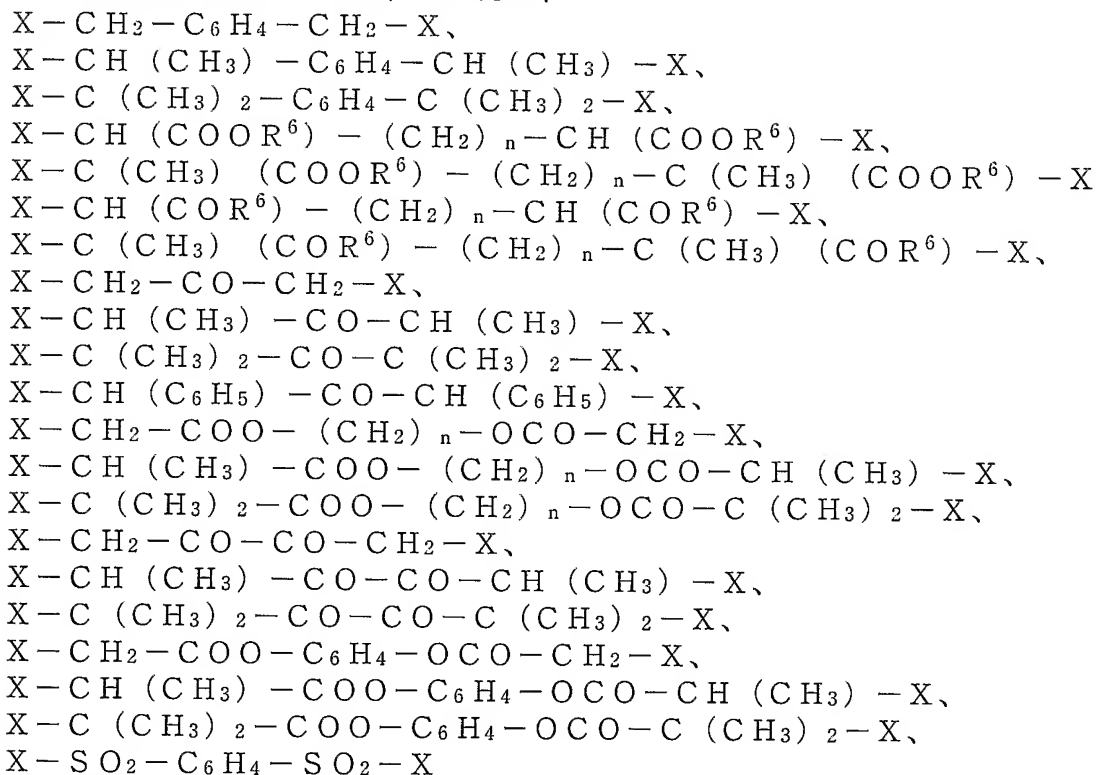 X－CH₂－C₆H₄－CH₂－X、
X－CH（CH₃）－C₆H₄－CH（CH₃）－X、
X－C（CH₃）₂－C₆H₄－C（CH₃）₂－X、
X－CH（COOR⁶）－（CH₂）ₙ－CH（COOR⁶）－X、
X－C（CH₃）（COOR⁶）－（CH₂）ₙ－C（CH₃）（COOR⁶）－X
X－CH（COR⁶）－（CH₂）ₙ－CH（COR⁶）－X、
X－C（CH₃）（COR⁶）－（CH₂）ₙ－C（CH₃）（COR⁶）－X、
X－CH₂－CO－CH₂－X、
X－CH（CH₃）－CO－CH（CH₃）－X、
X－C（CH₃）₂－CO－C（CH₃）₂－X、
X－CH（C₆H₅）－CO－CH（C₆H₅）－X、
X－CH₂－COO－（CH₂）ₙ－OCO－CH₂－X、
X－CH（CH₃）－COO－（CH₂）ₙ－OCO－CH（CH₃）－X、
X－C（CH₃）₂－COO－（CH₂）ₙ－OCO－C（CH₃）₂－X、
X－CH₂－CO－CO－CH₂－X、
X－CH（CH₃）－CO－CO－CH（CH₃）－X、
X－C（CH₃）₂－CO－CO－C（CH₃）₂－X、
X－CH₂－COO－C₆H₄－OCO－CH₂－X、
X－CH（CH₃）－COO－C₆H₄－OCO－CH（CH₃）－X、
X－C（CH₃）₂－COO－C₆H₄－OCO－C（CH₃）₂－X、
X－SO₂－C₆H₄－SO₂－X